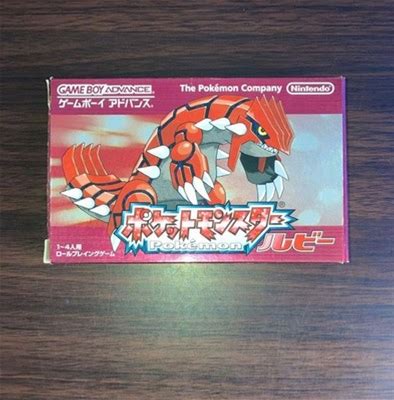 GAME BOY ADVANCE
ゲームボーイ アドバンス
The Pokémon Company
Nintendo
®
ポケットモンスター
Pokémon
ルビー
1~4人用
ロールプレイングゲーム